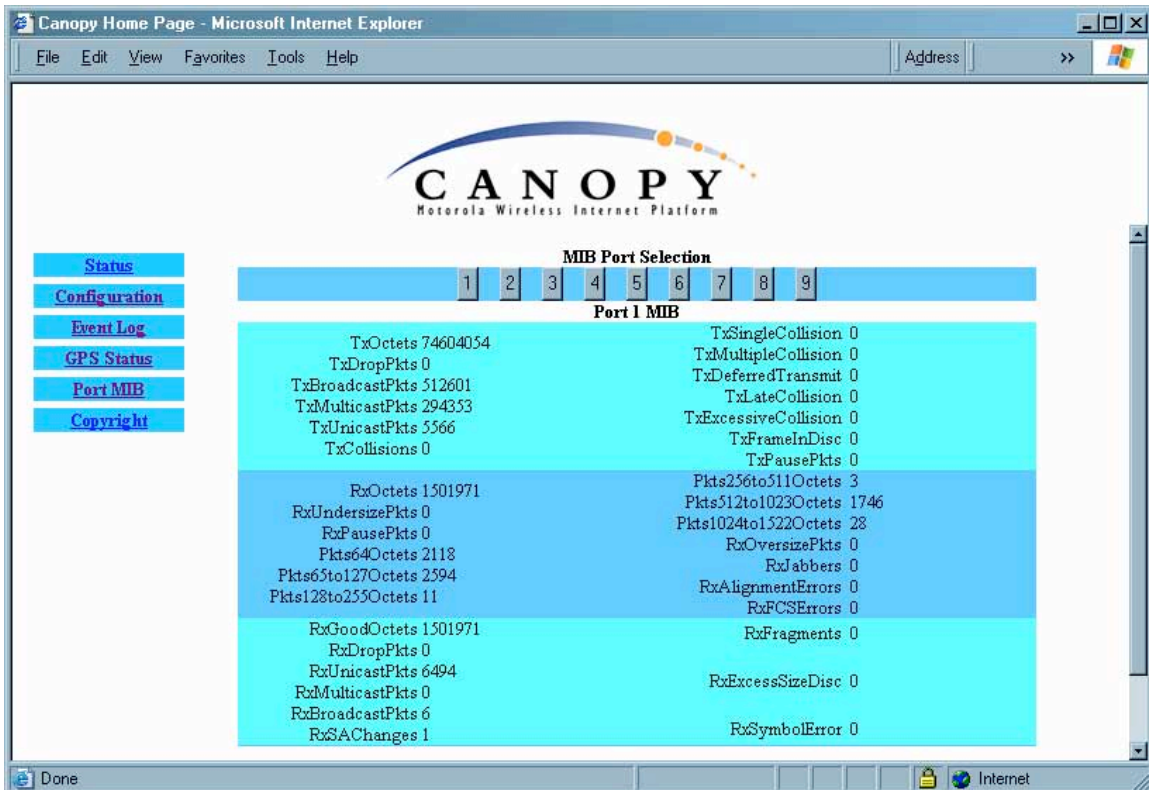 Canopy Home Page - Microsoft Internet Explorer
File Edit View Favorites Tools Help Address »
CANOPY
Motorola Wireless Internet Platform
Status
Configuration
Event Log
GPS Status
Port MIB
Copyright
MIB Port Selection
1 2 3 4 5 6 7 8 9
Port 1 MIB
TxOctets 74604054
TxDropPkts 0
TxBroadcastPkts 512601
TxMulticastPkts 294353
TxUnicastPkts 5566
TxCollisions 0
TxSingleCollision 0
TxMultipleCollision 0
TxDeferredTransmit 0
TxLateCollision 0
TxExcessiveCollision 0
TxFrameInDisc 0
TxPausePkts 0
RxOctets 1501971
RxUndersizePkts 0
RxPausePkts 0
Pkts64Octets 2118
Pkts65to127Octets 2594
Pkts128to255Octets 11
Pkts256to511Octets 3
Pkts512to1023Octets 1746
Pkts1024to1522Octets 28
RxOversizePkts 0
RxJabbers 0
RxAlignmentErrors 0
RxFCSErrors 0
RxGoodOctets 1501971
RxDropPkts 0
RxUnicastPkts 6494
RxMulticastPkts 0
RxBroadcastPkts 6
RxSAChanges 1
RxFragments 0
RxExcessSizeDisc 0
RxSymbolError 0
Done
Internet